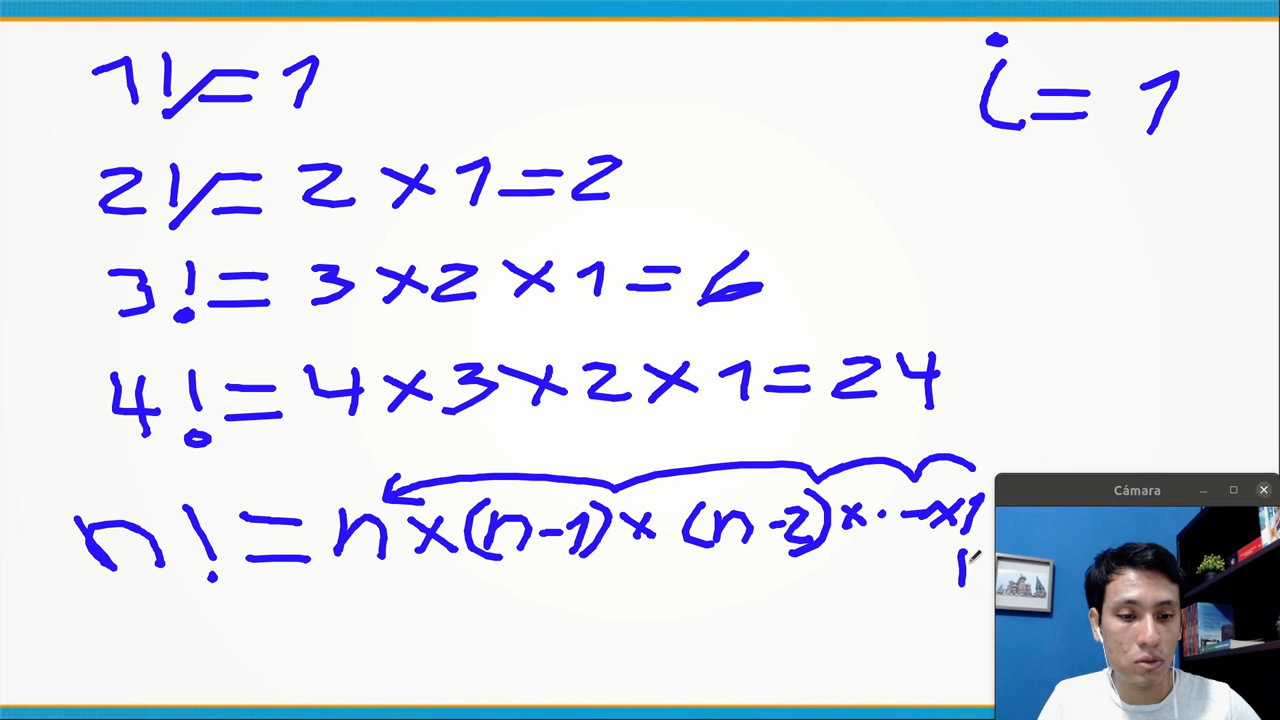 1! = 1
i = 1
2! = 2 × 1 = 2
3! = 3 × 2 × 1 = 6
4! = 4 × 3 × 2 × 1 = 24
n! = n × (n-1) × (n-2) × ... × 1
Cámara